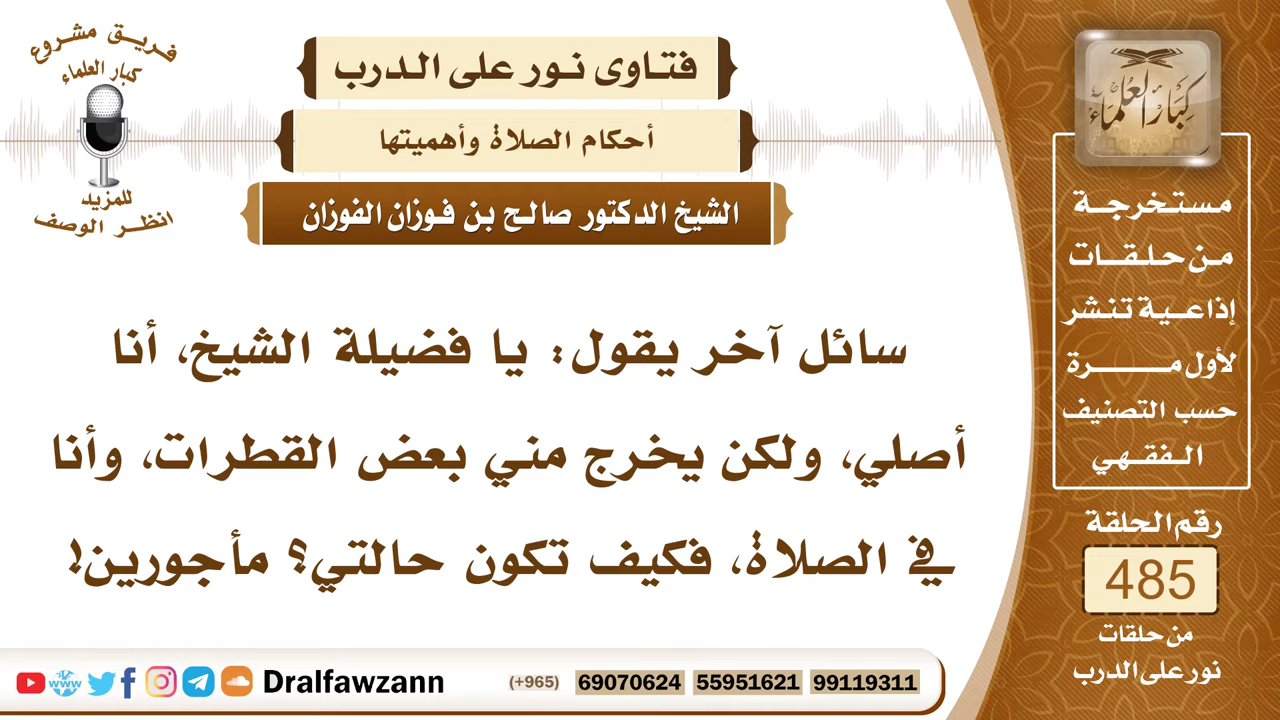 فريق مشروع
كبار العلماء
للمزيد
انظر الوصف
فتاوى نور على الدرب
أحكام الصلاة وأهميتها
الشيخ الدكتور صالح بن فوزان الفوزان
سائل آخر يقول: يا فضيلة الشيخ، أنا
أصلي، ولكن يخرج مني بعض القطرات، وأنا
في الصلاة، فكيف تكون حالتي؟ مأجورين!
كبار العلماء
مستخرجة
من حلقات
إذاعية تنشر
لأول مرة
حسب التصنيف
الفقهي
رقم الحلقة
485
من حلقات
نور على الدرب
www
Dralfawzann
(+965) 69070624 55951621 99119311